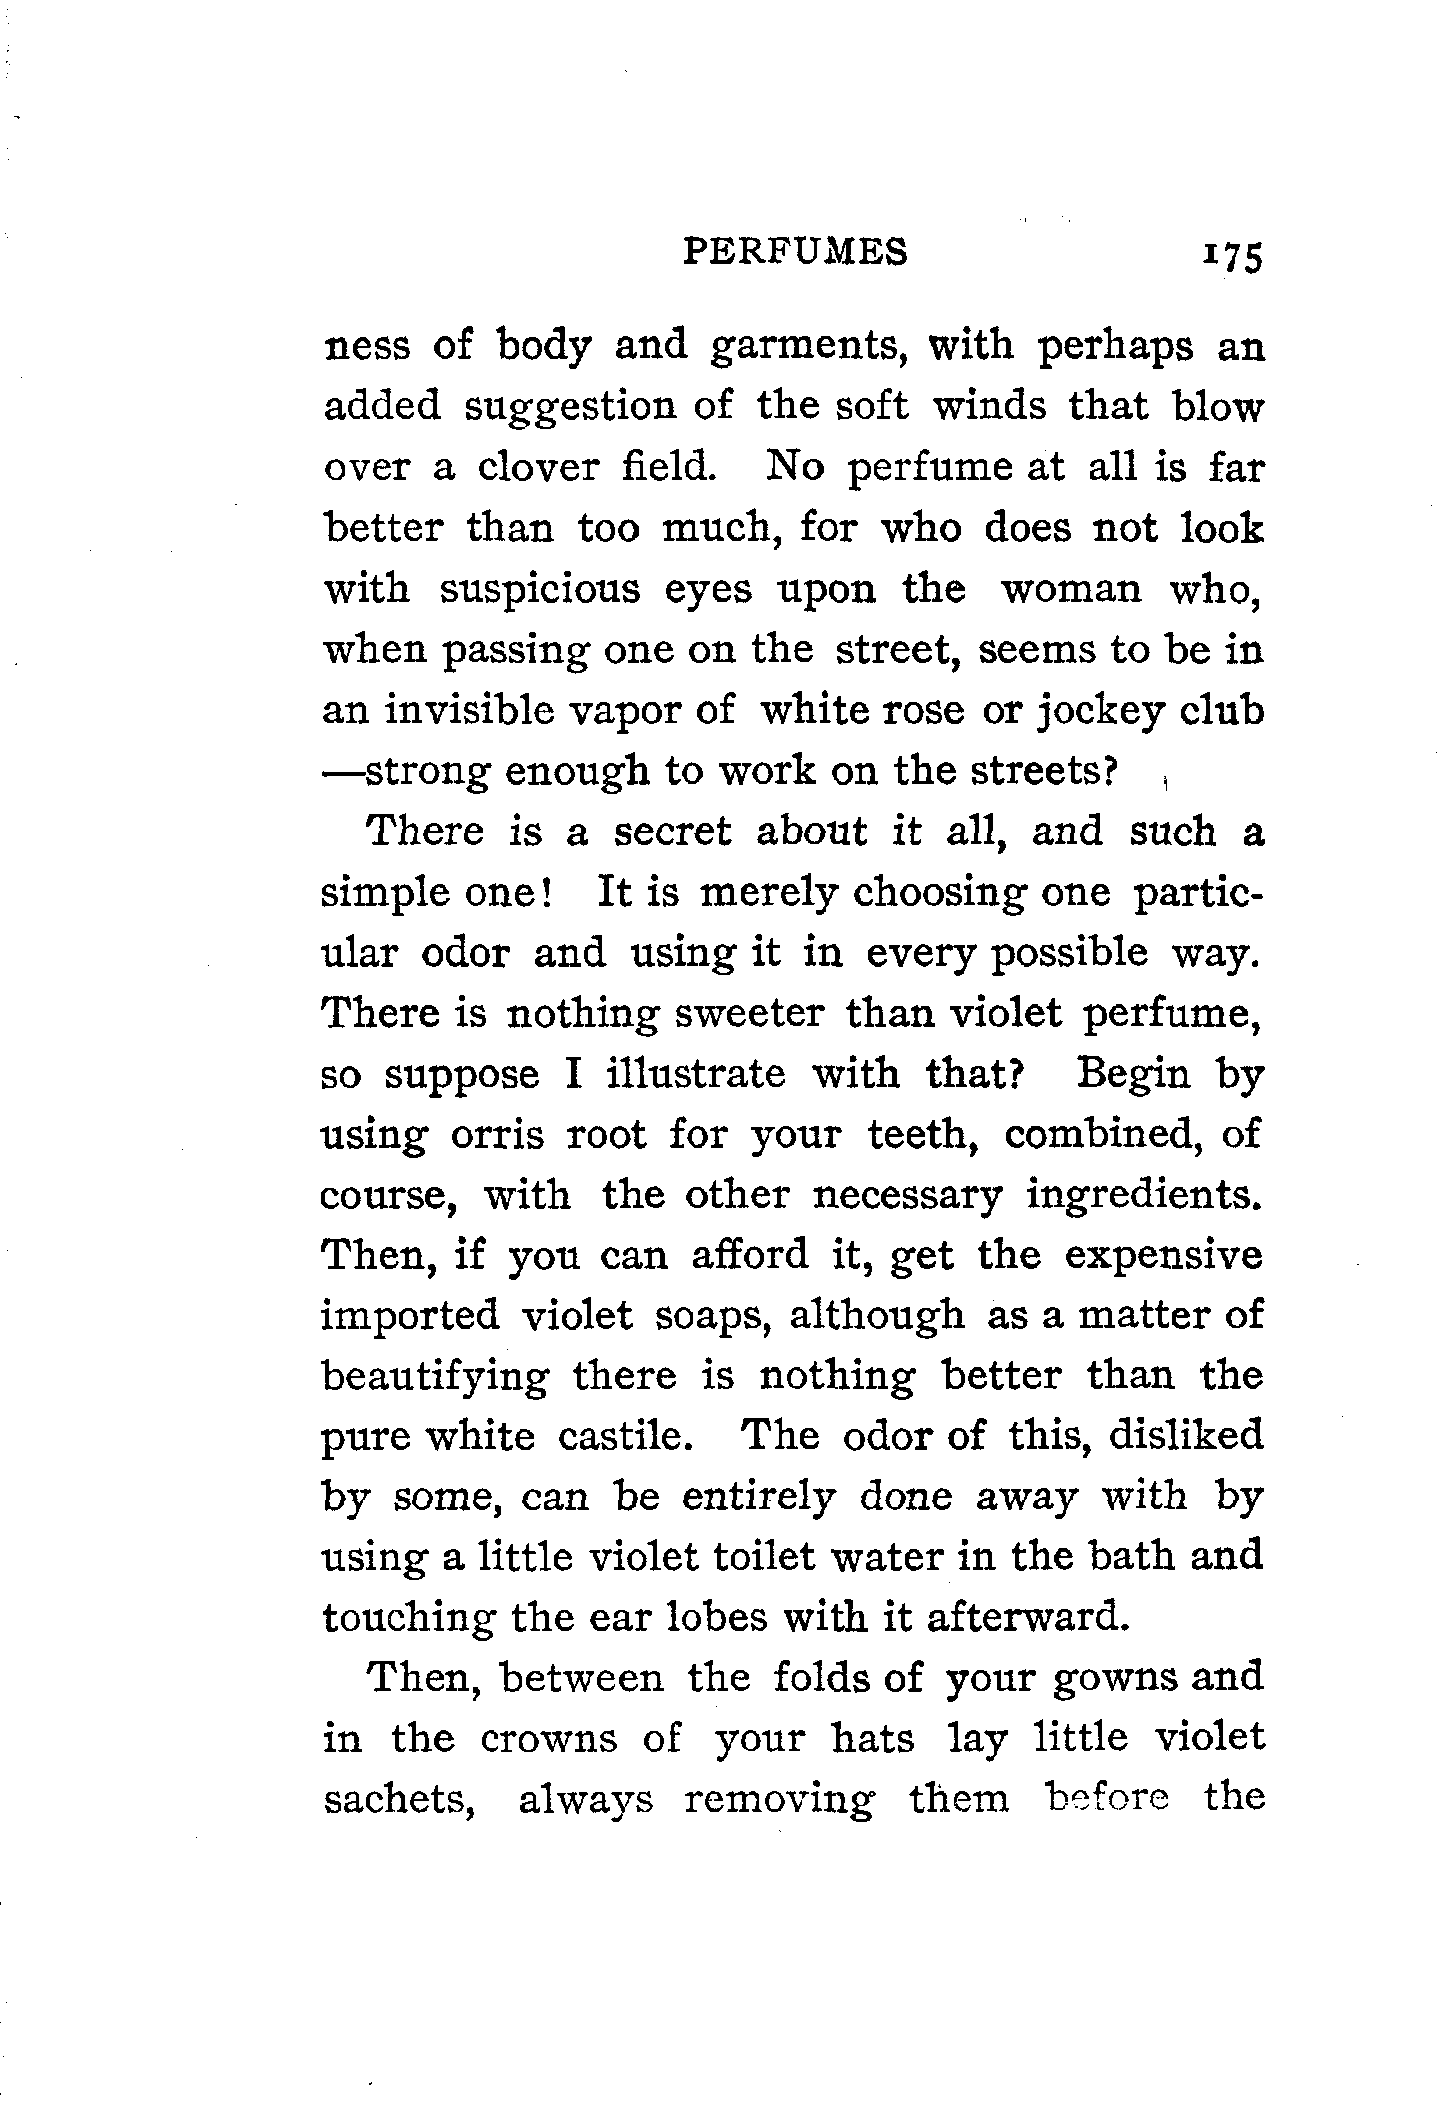 PERFUMES 175
ness of body and garments, with perhaps an
added suggestion of the soft winds that blow
over a clover field. No perfume at all is far
better than too much, for who does not look
with suspicious eyes upon the woman who,
when passing one on the street, seems to be in
an invisible vapor of white rose or jockey club
—strong enough to work on the streets?
There is a secret about it all, and such a
simple one! It is merely choosing one partic-
ular odor and using it in every possible way.
There is nothing sweeter than violet perfume,
so suppose I illustrate with that? Begin by
using orris root for your teeth, combined, of
course, with the other necessary ingredients.
Then, if you can afford it, get the expensive
imported violet soaps, although as a matter of
beautifying there is nothing better than the
pure white castile. The odor of this, disliked
by some, can be entirely done away with by
using a little violet toilet water in the bath and
touching the ear lobes with it afterward.
Then, between the folds of your gowns and
in the crowns of your hats lay little violet
sachets, always removing them before the